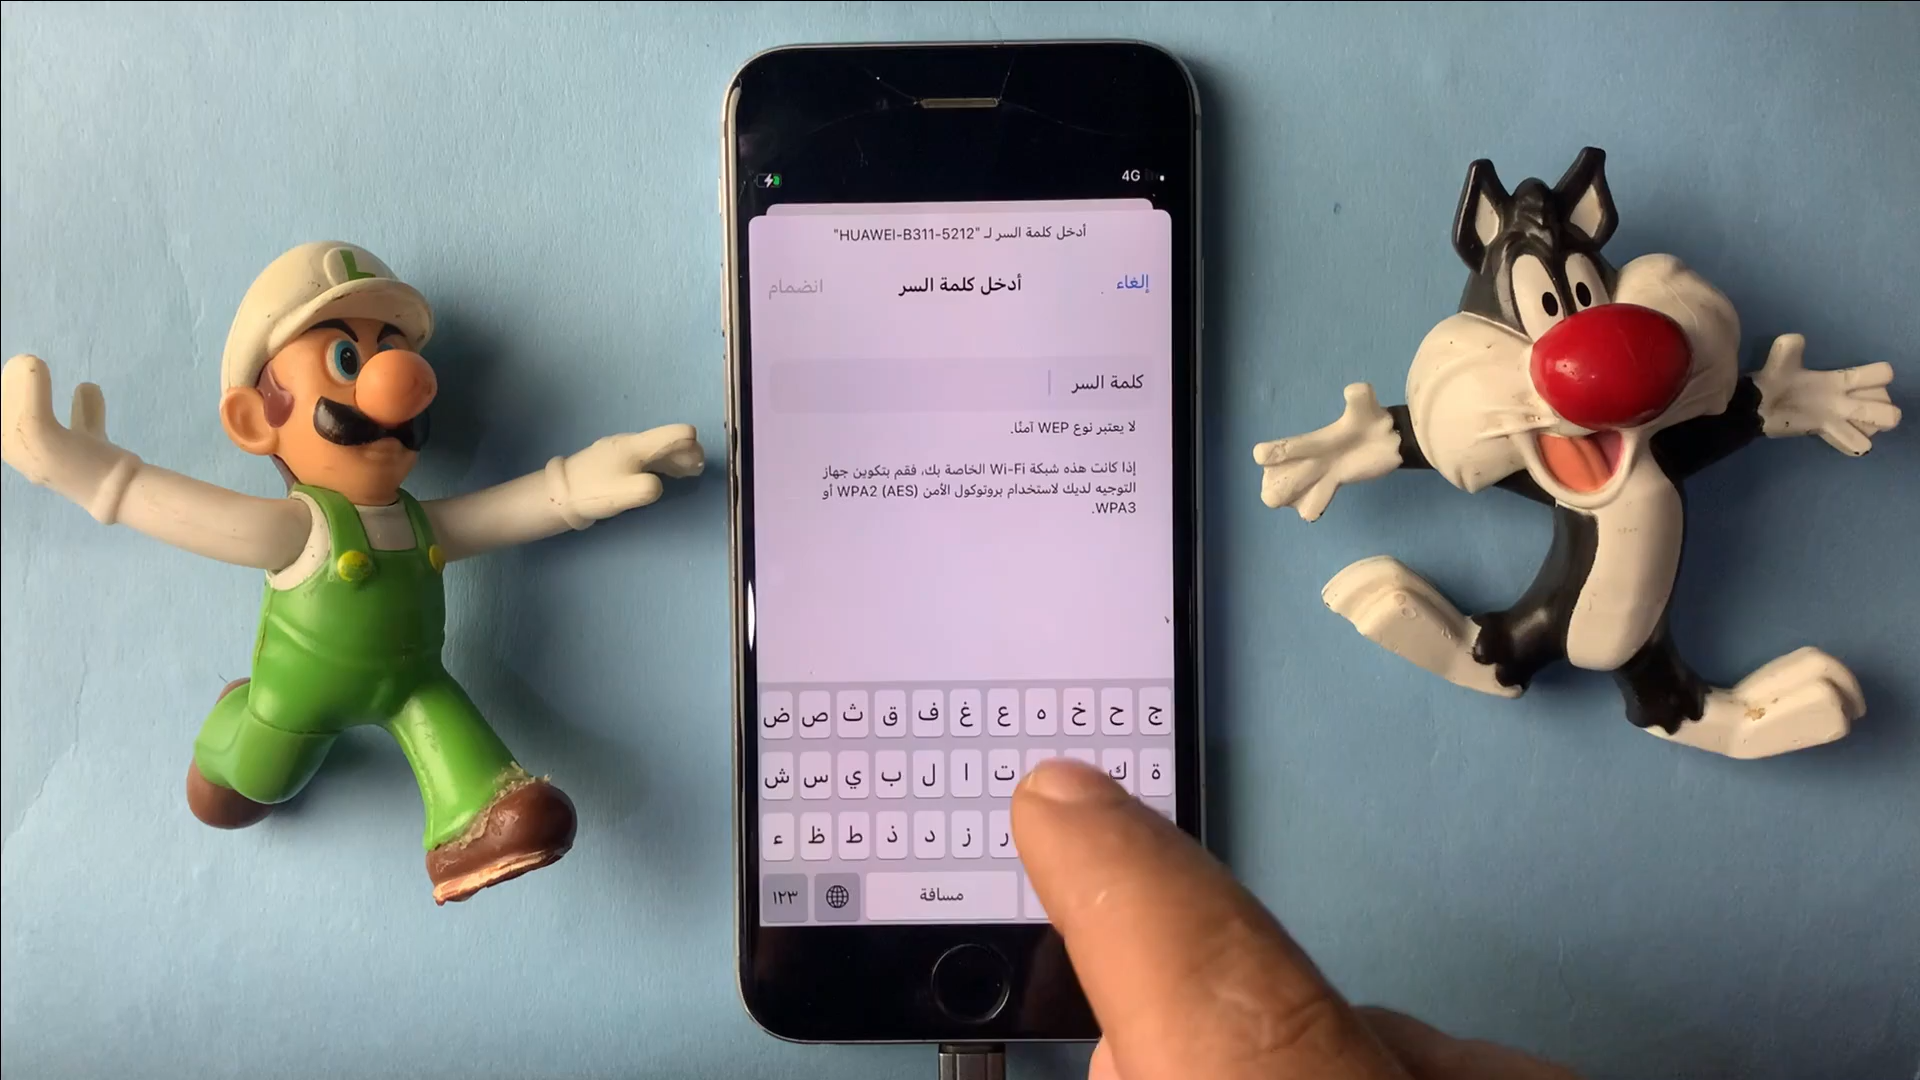 4G
أدخل كلمة السر لـ "HUAWEI-B311-5212"
إلغاء
أدخل كلمة السر
انضمام
كلمة السر
لا يعتبر نوع WEP آمنًا.
إذا كانت هذه شبكة Wi-Fi الخاصة بك، فقم بتكوين جهاز
التوجيه لديك لاستخدام بروتوكول الأمن WPA2 (AES) أو
WPA3.
ض ص ث ق ف غ ع ه خ ح ج
ش س ي ب ل ا ت ك ة
ء ظ ط ذ د ز ر
١٢٣ مسافة
L